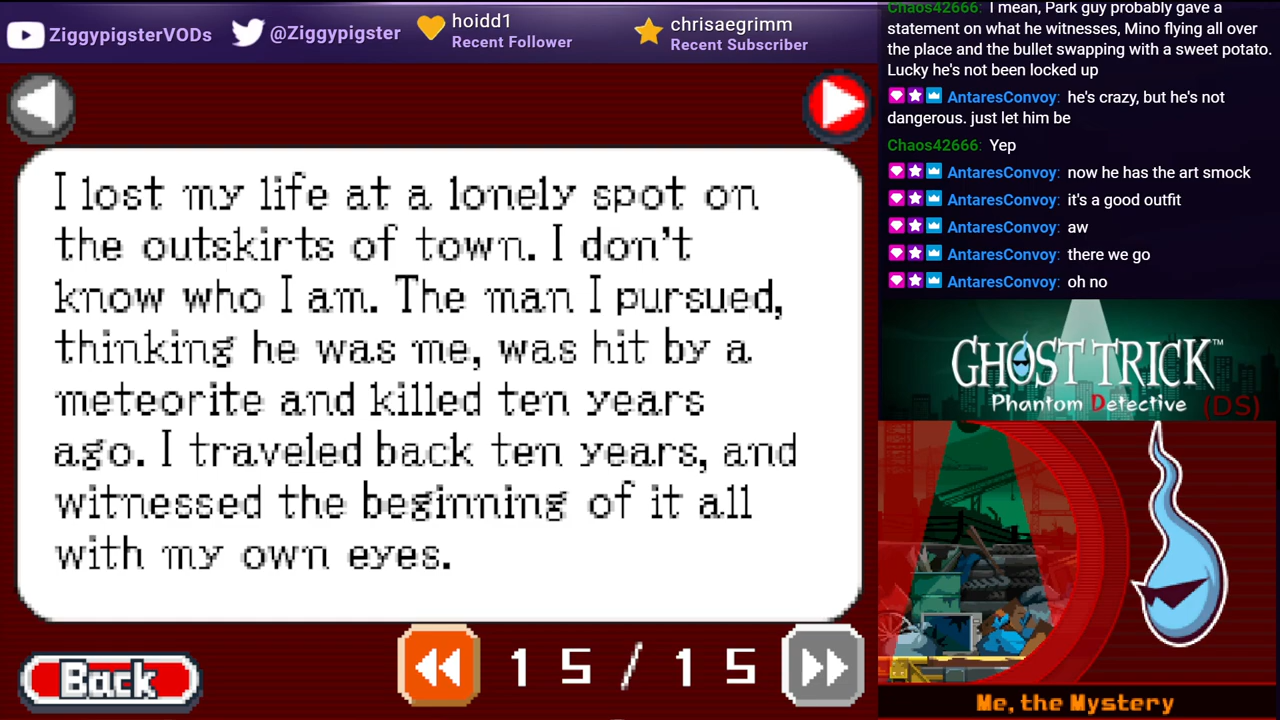 ZiggypigsterVODs
@Ziggypigster
hoidd1
Recent Follower
chrisaegrimm
Recent Subscriber
I lost my life at a lonely spot on
the outskirts of town. I don't
know who I am. The man I pursued,
thinking he was me, was hit by a
meteorite and killed ten years
ago. I traveled back ten years, and
witnessed the beginning of it all
with my own eyes.
Back
15/15
Chaos42666: I mean, Park guy probably gave a
statement on what he witnesses, Mino flying all over
the place and the bullet swapping with a sweet potato.
Lucky he's not been locked up
AntaresConvoy: he's crazy, but he's not
dangerous. just let him be
Chaos42666: Yep
AntaresConvoy: now he has the art smock
AntaresConvoy: it's a good outfit
AntaresConvoy: aw
AntaresConvoy: there we go
AntaresConvoy: oh no
GHOST TRICK™
Phantom Detective (DS)
Me, the Mystery